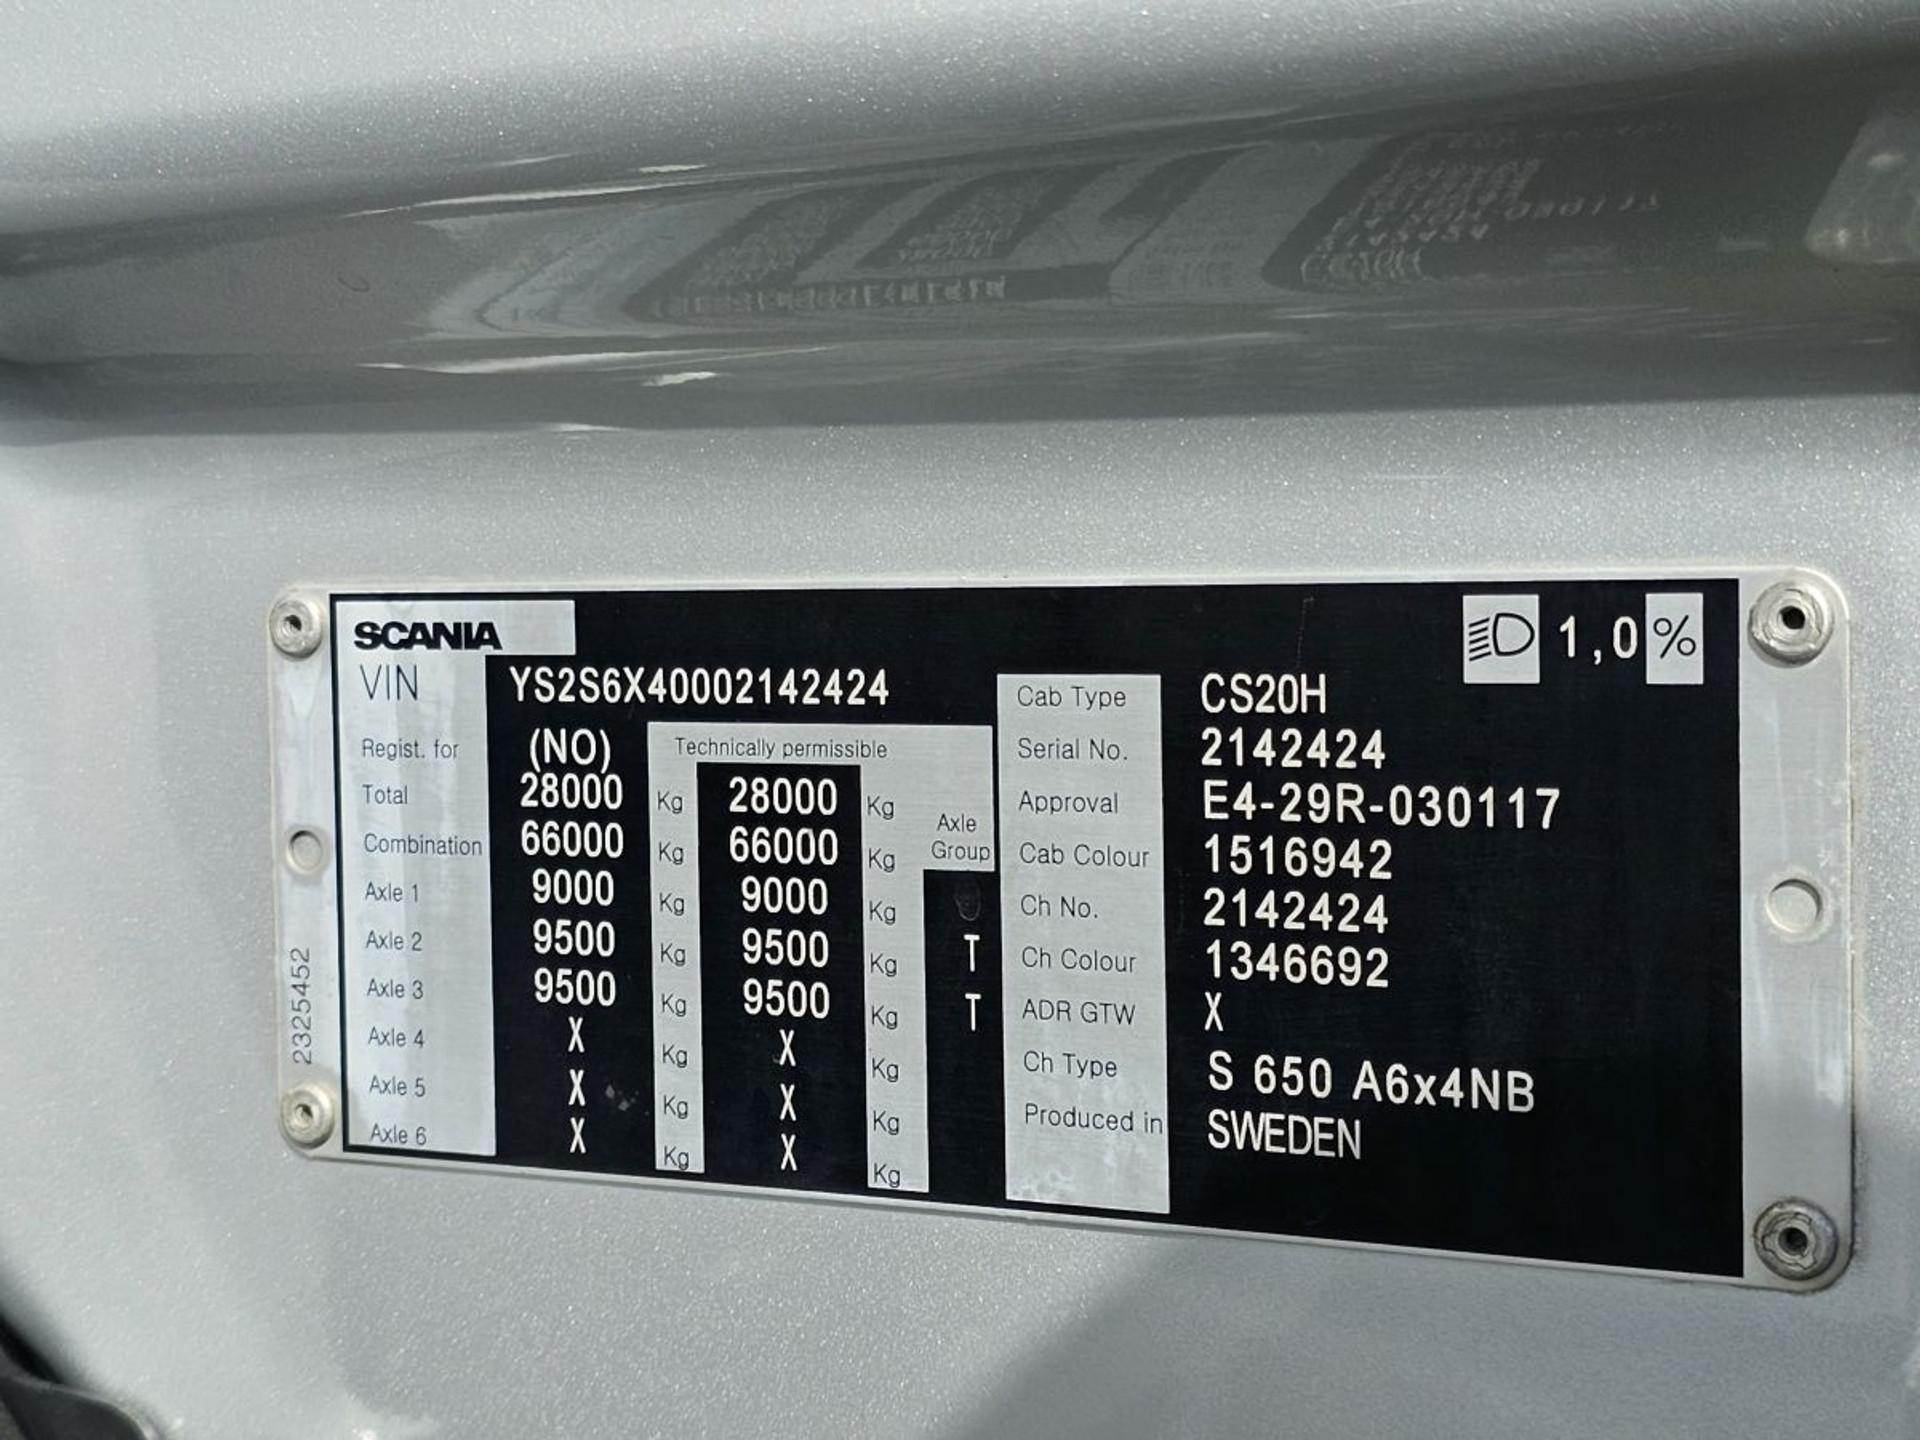 SCANIA
1,0 %
VIN YS2S6X40002142424
Regist. for (NO) Technically permissible
Total 28000 Kg 28000 Kg
Combination 66000 Kg 66000 Kg Axle Group
Axle 1 9000 Kg 9000 Kg
Axle 2 9500 Kg 9500 Kg T
Axle 3 9500 Kg 9500 Kg T
Axle 4 X Kg X Kg
Axle 5 X Kg X Kg
Axle 6 X Kg X Kg
Cab Type CS20H
Serial No. 2142424
Approval E4-29R-030117
Cab Colour 1516942
Ch No. 2142424
Ch Colour 1346692
ADR GTW X
Ch Type S 650 A6x4NB
Produced in SWEDEN
2325452